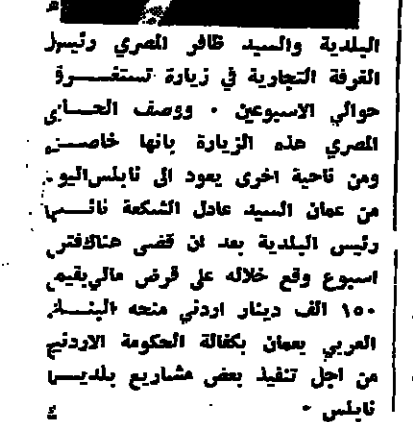 البلدية والسيد ظافر المصري رئيس
الغرفة التجارية في زيارة تستغرق
حوالي الاسبوعين . ووصف الحاج
المصري هذه الزيارة بانها خاصة
ومن ناحية اخرى يعود الى نابلس اليوم
من عمان السيد عادل الشكعة نائب
رئيس البلدية بعد ان قضى هناك فترة
اسبوع وقع خلاله على قرض مالي بقيمة
١٥٠ الف دينار اردني منحه البنك
العربي بعمان بكفالة الحكومة الاردنية
من اجل تنفيذ بعض مشاريع بلدية
نابلس .